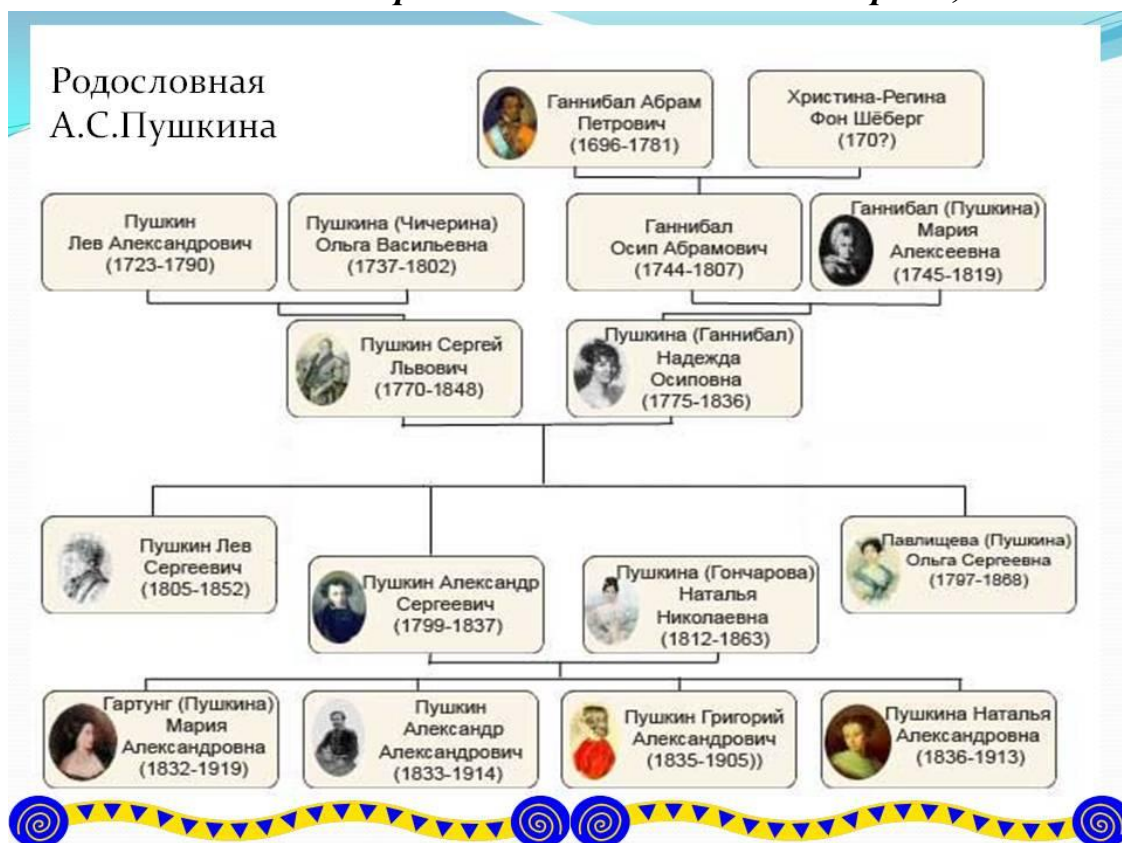 Родословная
А.С.Пушкина
Ганнибал Абрам
Петрович
(1696-1781)
Христина-Регина
Фон Шёберг
(170?)
Пушкин
Лев Александрович
(1723-1790)
Пушкина (Чичерина)
Ольга Васильевна
(1737-1802)
Ганнибал
Осип Абрамович
(1744-1807)
Ганнибал (Пушкина)
Мария
Алексеевна
(1745-1819)
Пушкин Сергей
Львович
(1770-1848)
Пушкина (Ганнибал)
Надежда
Осиповна
(1775-1836)
Пушкин Лев
Сергеевич
(1805-1852)
Пушкин Александр
Сергеевич
(1799-1837)
Пушкина (Гончарова)
Наталья
Николаевна
(1812-1863)
Павлищева (Пушкина)
Ольга Сергеевна
(1797-1868)
Гартунг (Пушкина)
Мария
Александровна
(1832-1919)
Пушкин
Александр
Александрович
(1833-1914)
Пушкин Григорий
Александрович
(1835-1905))
Пушкина Наталья
Александровна
(1836-1913)